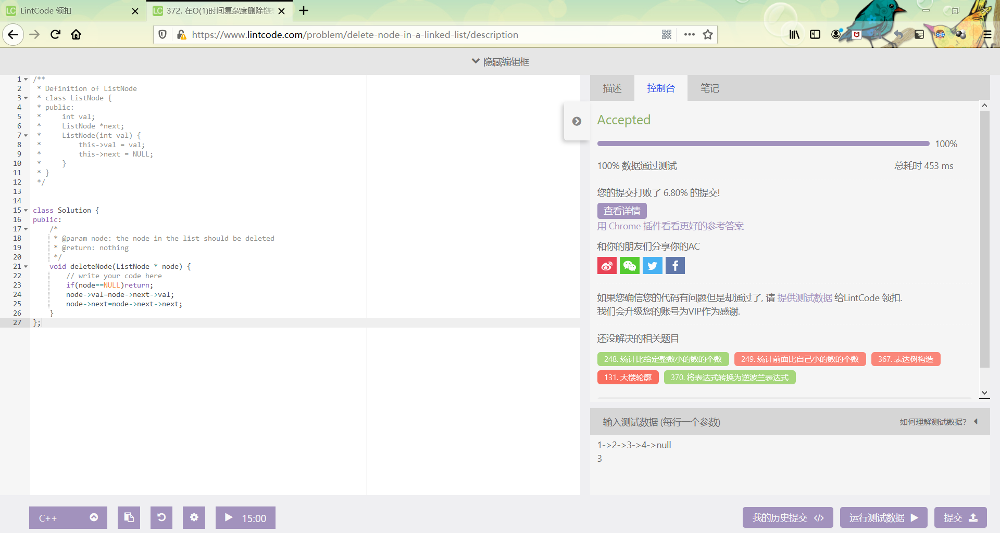 LintCode 领扣
372. 在O(1)时间复杂度删除链
https://www.lintcode.com/problem/delete-node-in-a-linked-list/description
隐藏编辑框
1 /**
2  * Definition of ListNode
3  * class ListNode {
4  * public:
5  *     int val;
6  *     ListNode *next;
7  *     ListNode(int val) {
8  *         this->val = val;
9  *         this->next = NULL;
10  *     }
11  * }
12  */
13
14
15 class Solution {
16 public:
17     /*
18      * @param node: the node in the list should be deleted
19      * @return: nothing
20      */
21     void deleteNode(ListNode * node) {
22         // write your code here
23         if(node==NULL)return;
24         node->val=node->next->val;
25         node->next=node->next->next;
26     }
27 };
描述 控制台 笔记
Accepted
100%
100% 数据通过测试 总耗时 453 ms
您的提交打败了 6.80% 的提交!
查看详情
用 Chrome 插件看看更好的参考答案
和你的朋友们分享你的AC
如果您确信您的代码有问题但是却通过了, 请 提供测试数据 给LintCode 领扣.
我们会升级您的账号为VIP作为感谢.
还没解决的相关题目
248. 统计比给定整数小的数的个数 249. 统计前面比自己小的数的个数 367. 表达树构造
131. 大楼轮廓 370. 将表达式转换为逆波兰表达式
输入测试数据 (每行一个参数) 如何理解测试数据?
1->2->3->4->null
3
C++ 15:00 我的历史提交 运行测试数据 提交